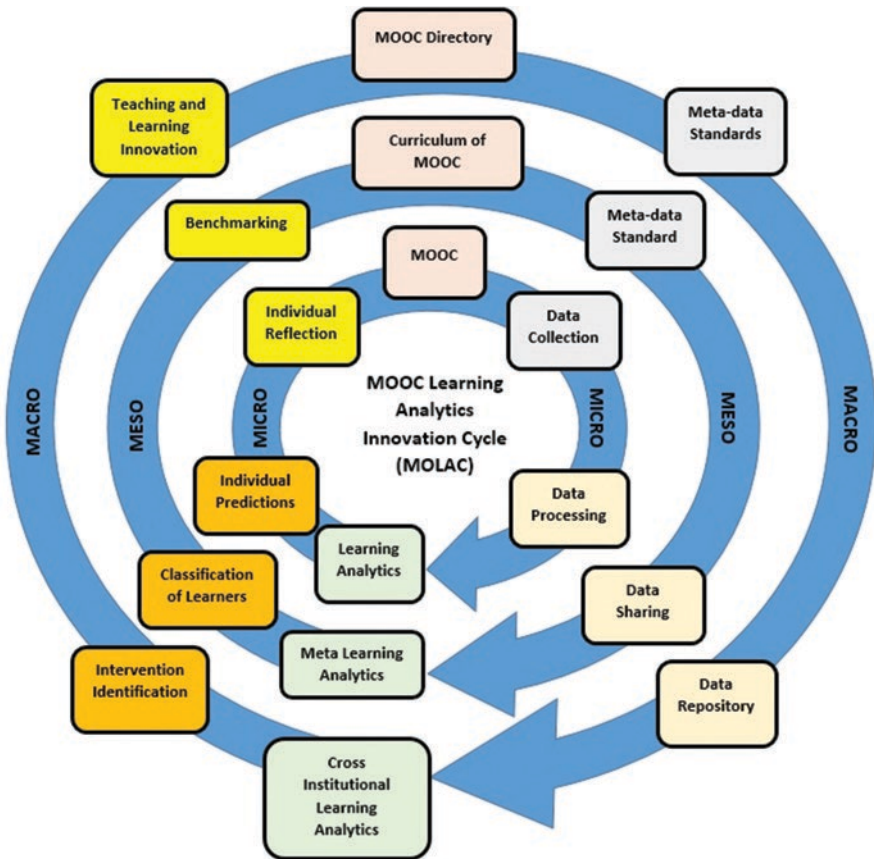 MOOC Directory
Teaching and
Learning
Innovation
Meta-data
Standards
Curriculum of
MOOC
Benchmarking
Meta-data
Standard
MOOC
Individual
Reflection
Data
Collection
MOOC Learning
Analytics
Innovation Cycle
(MOLAC)
MACRO
MESO
MICRO
MICRO
MESO
MACRO
Individual
Predictions
Data
Processing
Learning
Analytics
Classification
of Learners
Data
Sharing
Meta Learning
Analytics
Intervention
Identification
Data
Repository
Cross
Institutional
Learning
Analytics